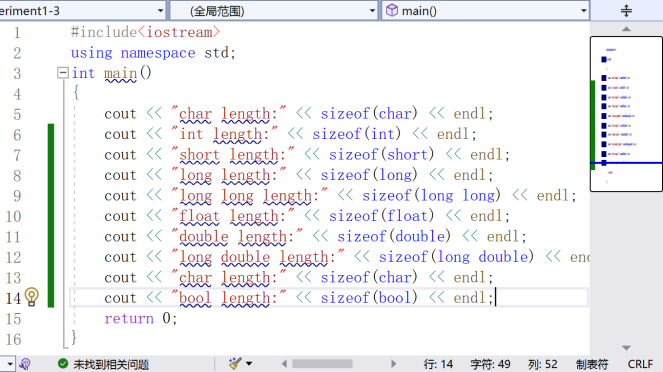 eriment1-3 (全局范围) main()
1 #include<iostream>
2 using namespace std;
3 int main()
4 {
5 cout << "char length:" << sizeof(char) << endl;
6 cout << "int length:" << sizeof(int) << endl;
7 cout << "short length:" << sizeof(short) << endl;
8 cout << "long length:" << sizeof(long) << endl;
9 cout << "long long length:" << sizeof(long long) << endl;
10 cout << "float length:" << sizeof(float) << endl;
11 cout << "double length:" << sizeof(double) << endl;
12 cout << "long double length:" << sizeof(long double) << end
13 cout << "char length:" << sizeof(char) << endl;
14 cout << "bool length:" << sizeof(bool) << endl;
15 return 0;
16 }
未找到相关问题 行: 14 字符: 49 列: 52 制表符 CRLF